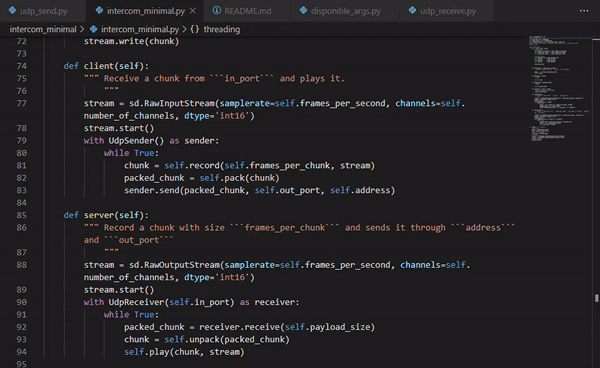 udp_send.py intercom_minimal.py × README.md disponible_args.py udp_receive.py ···
intercom_minimal > intercom_minimal.py > {} threading
72 stream.write(chunk)
73
74 def client(self):
75 """ Receive a chunk from ```in_port``` and plays it.
76 """
77 stream = sd.RawInputStream(samplerate=self.frames_per_second, channels=self.
number_of_channels, dtype='int16')
78 stream.start()
79 with UdpSender() as sender:
80 while True:
81 chunk = self.record(self.frames_per_chunk, stream)
82 packed_chunk = self.pack(chunk)
83 sender.send(packed_chunk, self.out_port, self.address)
84
85 def server(self):
86 """ Record a chunk with size ```frames_per_chunk``` and sends it through ```address```
and ```out_port```
87 """
88 stream = sd.RawOutputStream(samplerate=self.frames_per_second, channels=self.
number_of_channels, dtype='int16')
89 stream.start()
90 with UdpReceiver(self.in_port) as receiver:
91 while True:
92 packed_chunk = receiver.receive(self.payload_size)
93 chunk = self.unpack(packed_chunk)
94 self.play(chunk, stream)
95